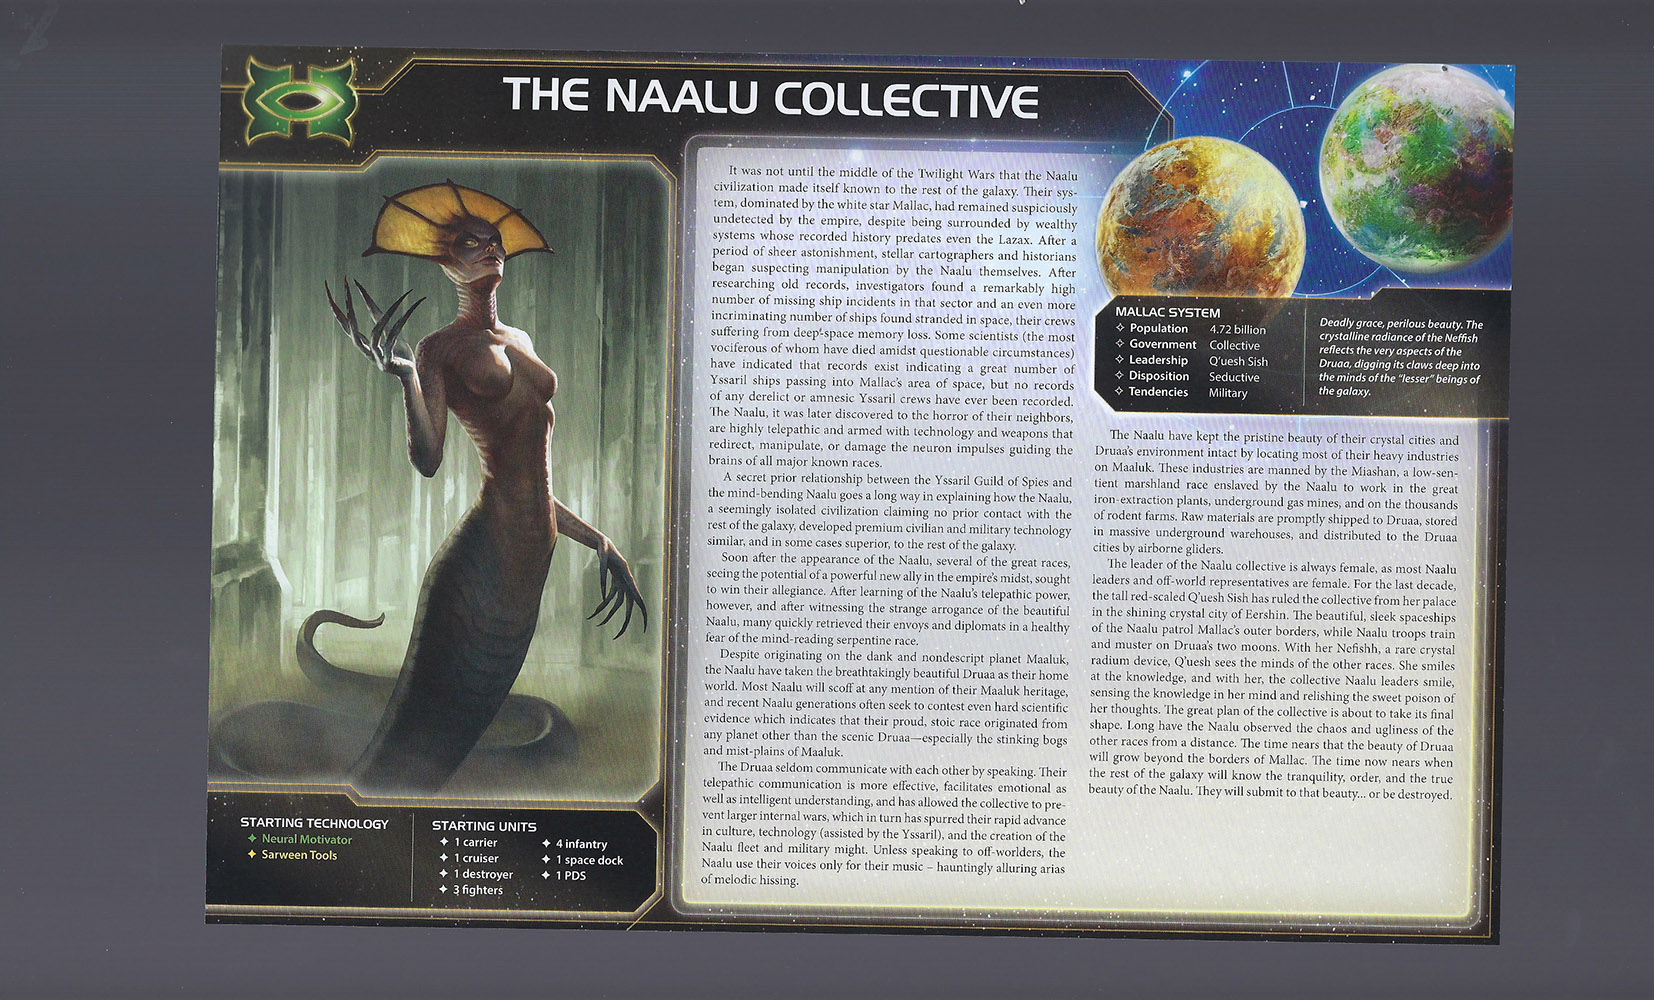 THE NAALU COLLECTIVE
It was not until the middle of the Twilight Wars that the Naalu
civilization made itself known to the rest of the galaxy. Their sys-
tem, dominated by the white star Mallac, had remained suspiciously
undetected by the empire, despite being surrounded by wealthy
systems whose recorded history predates even the Lazax. After a
period of sheer astonishment, stellar cartographers and historians
began suspecting manipulation by the Naalu themselves. After
researching old records, investigators found a remarkably high
number of missing ship incidents in that sector and an even more
incriminating number of ships found stranded in space, their crews
suffering from deep-space memory loss. Some scientists (the most
vociferous of whom have died amidst questionable circumstances)
have indicated that records exist indicating a great number of
Yssaril ships passing into Mallac's area of space, but no records
of any derelict or amnesic Yssaril crews have ever been recorded.
The Naalu, it was later discovered to the horror of their neighbors,
are highly telepathic and armed with technology and weapons that
redirect, manipulate, or damage the neuron impulses guiding the
brains of all major known races.
A secret prior relationship between the Yssaril Guild of Spies and
the mind-bending Naalu goes a long way in explaining how the Naalu,
a seemingly isolated civilization claiming no prior contact with the
rest of the galaxy, developed premium civilian and military technology
similar, and in some cases superior, to the rest of the galaxy.
Soon after the appearance of the Naalu, several of the great races,
seeing the potential of a powerful new ally in the empire's midst, sought
to win their allegiance. After learning of the Naalu's telepathic power,
however, and after witnessing the strange arrogance of the beautiful
Naalu, many quickly retrieved their envoys and diplomats in a healthy
fear of the mind-reading serpentine race.
Despite originating on the dank and nondescript planet Maaluk,
the Naalu have taken the breathtakingly beautiful Druaa as their home
world. Most Naalu will scoff at any mention of their Maaluk heritage,
and recent Naalu generations often seek to contest even hard scientific
evidence which indicates that their proud, stoic race originated from
any planet other than the scenic Druaa—especially the stinking bogs
and mist-plains of Maaluk.
The Druaa seldom communicate with each other by speaking. Their
telepathic communication is more effective, facilitates emotional as
well as intelligent understanding, and has allowed the collective to pre-
vent larger internal wars, which in turn has spurred their rapid advance
in culture, technology (assisted by the Yssaril), and the creation of the
Naalu fleet and military might. Unless speaking to off-worlders, the
Naalu use their voices only for their music – hauntingly alluring arias
of melodic hissing.
MALLAC SYSTEM
Population 4.72 billion
Government Collective
Leadership Q'uesh Sish
Disposition Seductive
Tendencies Military
Deadly grace, perilous beauty. The
crystalline radiance of the Neffish
reflects the very aspects of the
Druaa, digging its claws deep into
the minds of the "lesser" beings of
the galaxy.
The Naalu have kept the pristine beauty of their crystal cities and
Druaa's environment intact by locating most of their heavy industries
on Maaluk. These industries are manned by the Miashan, a low-sen-
tient marshland race enslaved by the Naalu to work in the great
iron-extraction plants, underground gas mines, and on the thousands
of rodent farms. Raw materials are promptly shipped to Druaa, stored
in massive underground warehouses, and distributed to the Druaa
cities by airborne gliders.
The leader of the Naalu collective is always female, as most Naalu
leaders and off-world representatives are female. For the last decade,
the tall red-scaled Q'uesh Sish has ruled the collective from her palace
in the shining crystal city of Eershin. The beautiful, sleek spaceships
of the Naalu patrol Mallac's outer borders, while Naalu troops train
and muster on Druaa's two moons. With her Nefishh, a rare crystal
radium device, Q'uesh sees the minds of the other races. She smiles
at the knowledge, and with her, the collective Naalu leaders smile,
sensing the knowledge in her mind and relishing the sweet poison of
her thoughts. The great plan of the collective is about to take its final
shape. Long have the Naalu observed the chaos and ugliness of the
other races from a distance. The time nears that the beauty of Druaa
will grow beyond the borders of Mallac. The time now nears when
the rest of the galaxy will know the tranquility, order, and the true
beauty of the Naalu. They will submit to that beauty... or be destroyed.
STARTING TECHNOLOGY
Neural Motivator
Sarween Tools
STARTING UNITS
1 carrier
1 cruiser
1 destroyer
3 fighters
4 infantry
1 space dock
1 PDS